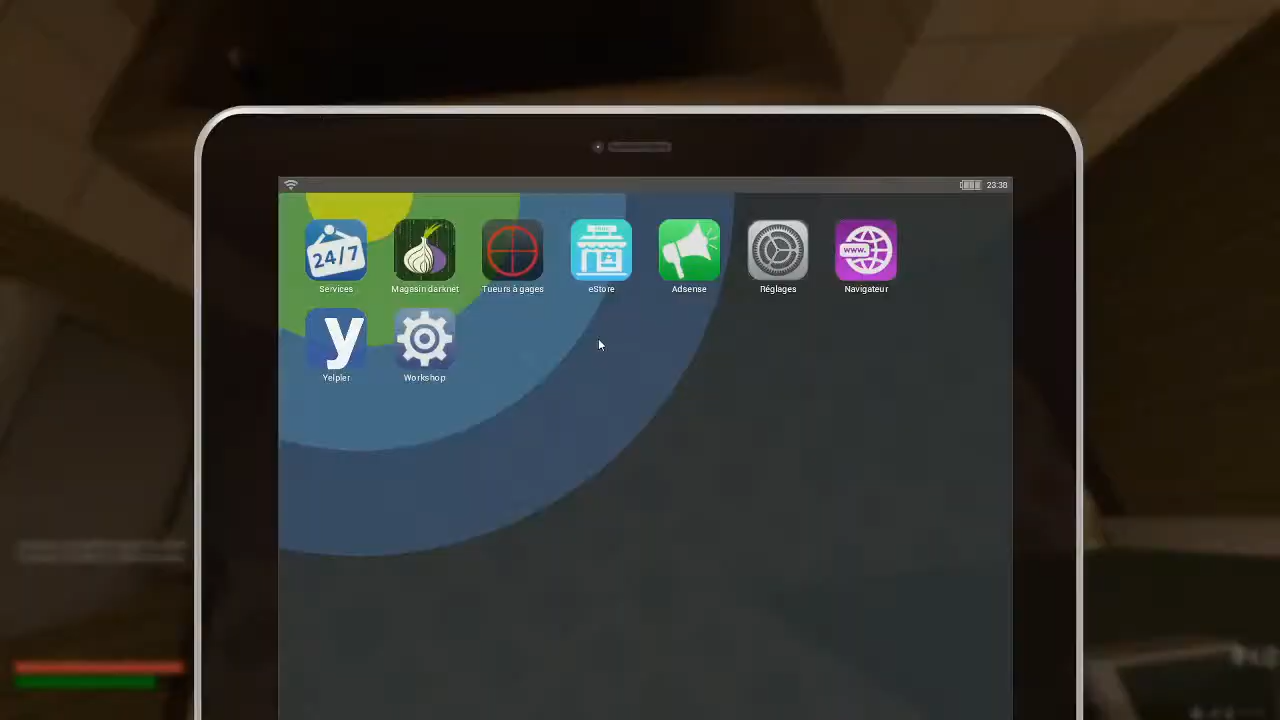 23:38
24/7
WWW.
Services
Magasin darknet
Tueurs à gages
eStore
Adsense
Réglages
Navigateur
y
Yelpler
Workshop